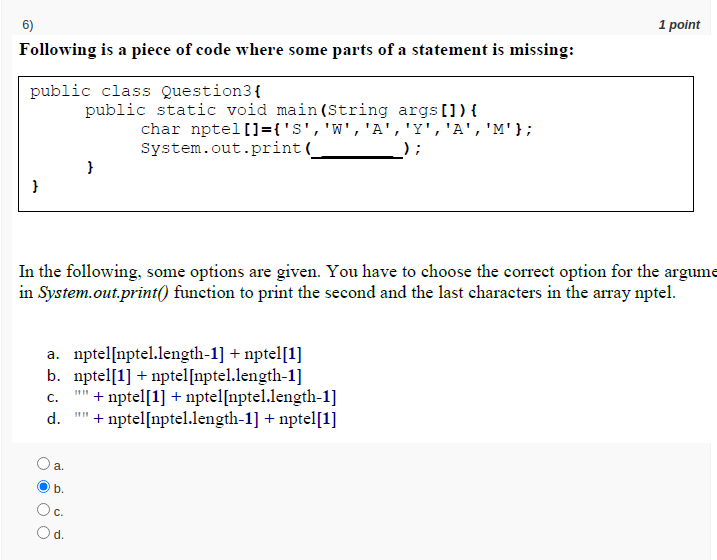 6)
1 point
Following is a piece of code where some parts of a statement is missing:
public class Question3{
public static void main(String args[]){
char nptel[]={'S','W','A','Y','A','M'};
System.out.print(_________);
}
}
In the following, some options are given. You have to choose the correct option for the argume
in System.out.print() function to print the second and the last characters in the array nptel.
a. nptel[nptel.length-1] + nptel[1]
b. nptel[1] + nptel[nptel.length-1]
c. "" + nptel[1] + nptel[nptel.length-1]
d. "" + nptel[nptel.length-1] + nptel[1]
a.
b.
c.
d.